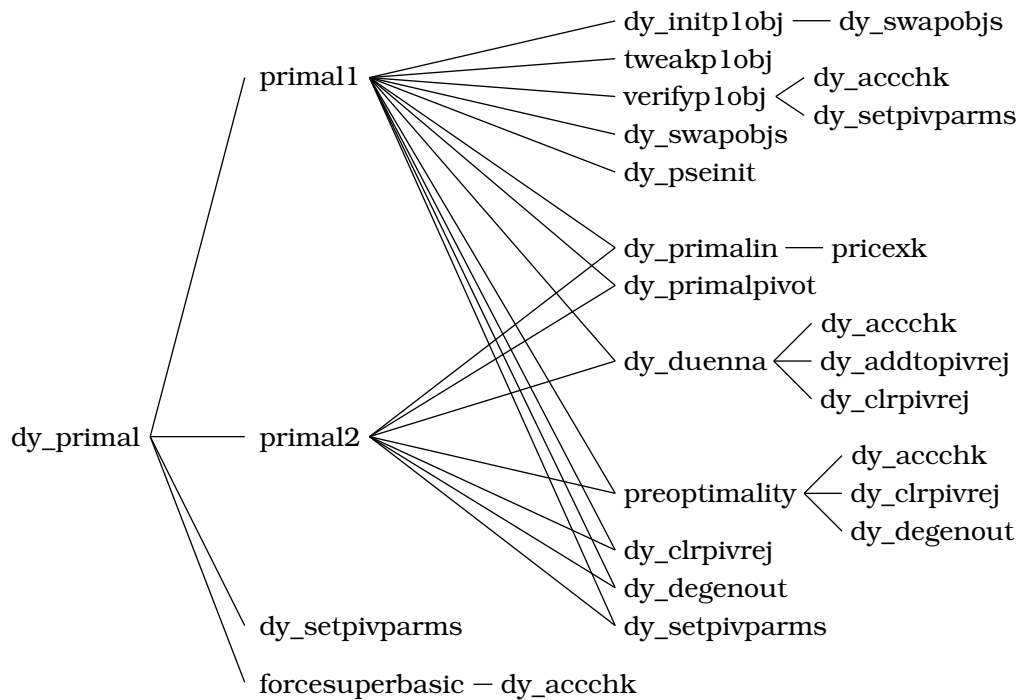 dy_initp1obj — dy_swapobjs
primal1
tweakp1obj
verifyp1obj
dy_accchk
dy_setpivparms
dy_swapobjs
dy_pseinit
dy_primalin — pricexk
dy_primalpivot
dy_duenna
dy_accchk
dy_addtopivrej
dy_clrpivrej
dy_primal
primal2
preoptimality
dy_accchk
dy_clrpivrej
dy_degenout
dy_clrpivrej
dy_degenout
dy_setpivparms
dy_setpivparms
forcesuperbasic — dy_accchk